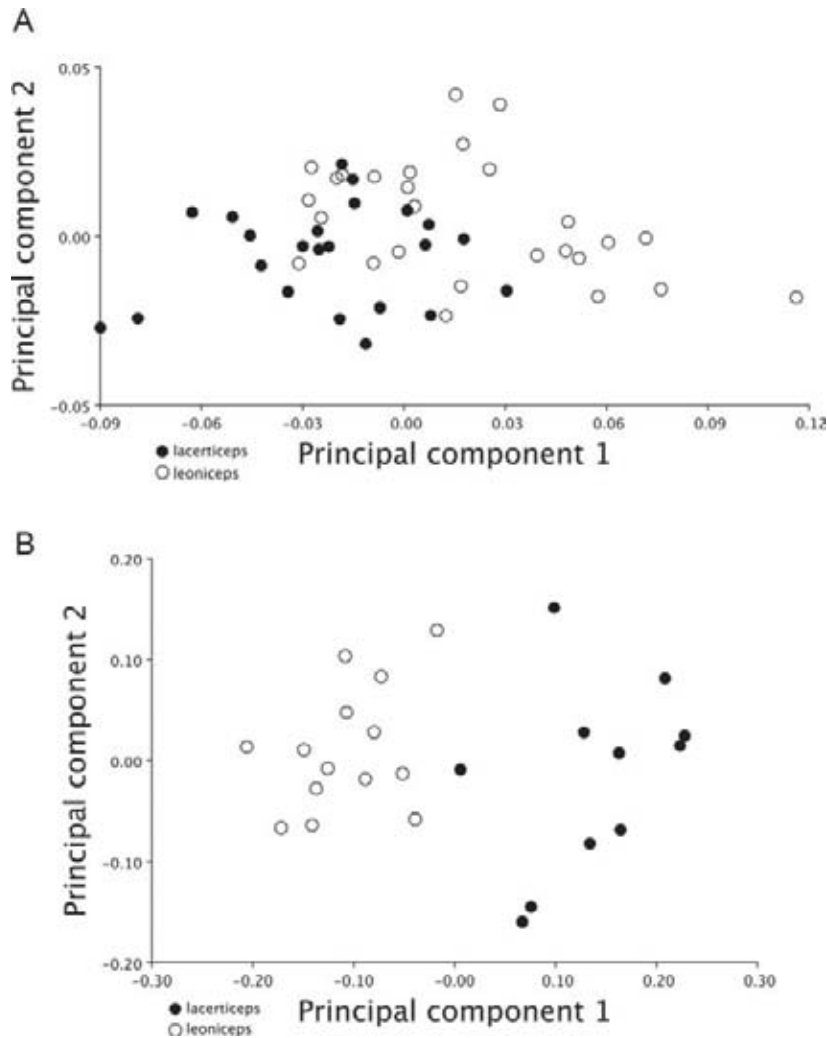 A
Principal component 2
0.05
0.00
-0.05
-0.09 -0.06 -0.03 0.00 0.03 0.06 0.09 0.12
lacerticeps
leoniceps
Principal component 1
B
Principal component 2
0.20
0.10
0.00
-0.10
-0.20
-0.30 -0.20 -0.10 -0.00 0.10 0.20 0.30
lacerticeps
leoniceps
Principal component 1